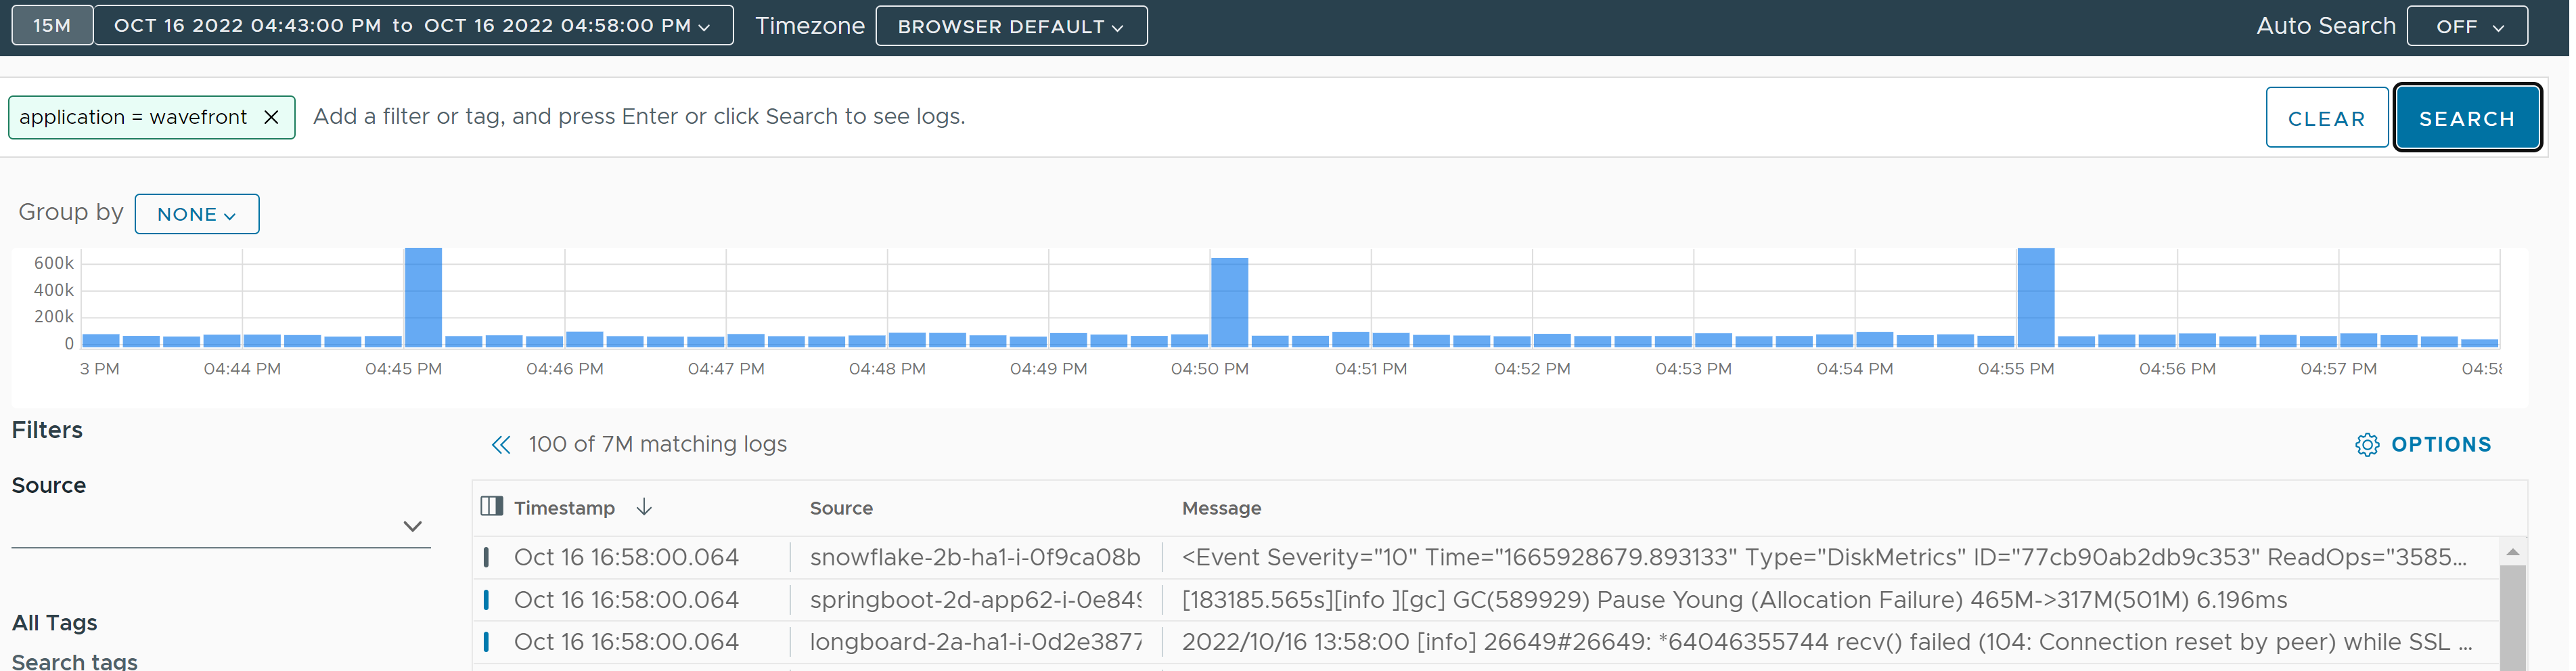 15M OCT 16 2022 04:43:00 PM to OCT 16 2022 04:58:00 PM Timezone BROWSER DEFAULT Auto Search OFF
application = wavefront Add a filter or tag, and press Enter or click Search to see logs. CLEAR SEARCH
Group by NONE
600k
400k
200k
0
3 PM 04:44 PM 04:45 PM 04:46 PM 04:47 PM 04:48 PM 04:49 PM 04:50 PM 04:51 PM 04:52 PM 04:53 PM 04:54 PM 04:55 PM 04:56 PM 04:57 PM 04:58
Filters
100 of 7M matching logs OPTIONS
Source
Timestamp Source Message
Oct 16 16:58:00.064 snowflake-2b-ha1-i-0f9ca08b <Event Severity="10" Time="1665928679.893133" Type="DiskMetrics" ID="77cb90ab2db9c353" ReadOps="3585...
Oct 16 16:58:00.064 springboot-2d-app62-i-0e849 [183185.565s][info ][gc] GC(589929) Pause Young (Allocation Failure) 465M->317M(501M) 6.196ms
All Tags
Oct 16 16:58:00.064 longboard-2a-ha1-i-0d2e3877 2022/10/16 13:58:00 [info] 26649#26649: *64046355744 recv() failed (104: Connection reset by peer) while SSL ...
Search tags